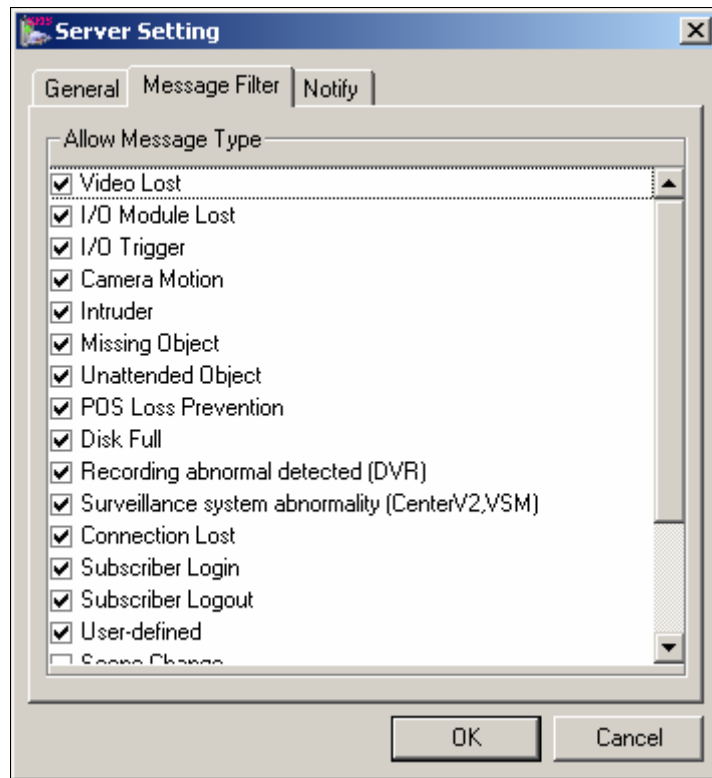 Server Setting
General Message Filter Notify
Allow Message Type
Video Lost
I/O Module Lost
I/O Trigger
Camera Motion
Intruder
Missing Object
Unattended Object
POS Loss Prevention
Disk Full
Recording abnormal detected (DVR)
Surveillance system abnormality (CenterV2,VSM)
Connection Lost
Subscriber Login
Subscriber Logout
User-defined
Scene Change
OK Cancel